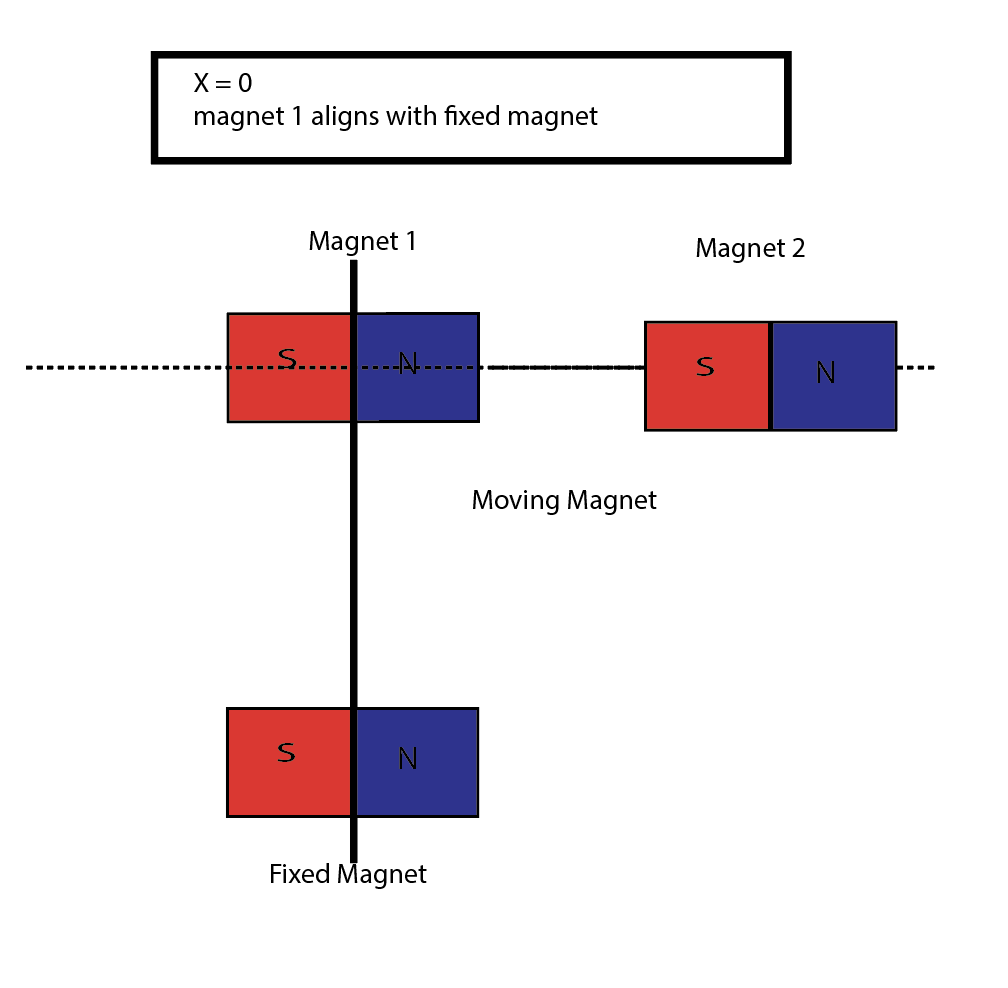 X = 0
magnet 1 aligns with fixed magnet
Magnet 1
Magnet 2
S
N
S
N
Moving Magnet
S
N
Fixed Magnet